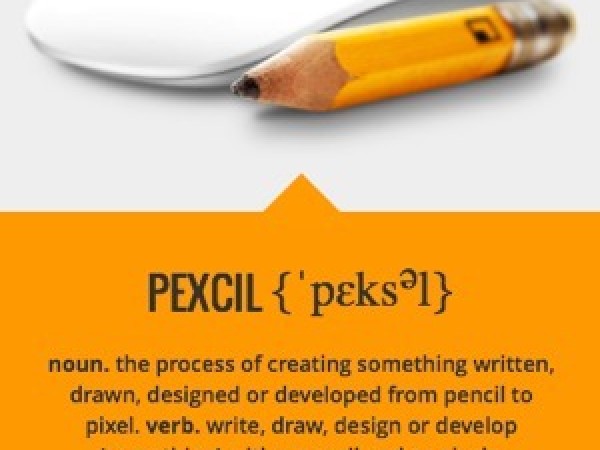 PEXCIL {ˈpɛksᵊl}
noun. the process of creating something written,
drawn, designed or developed from pencil to
pixel. verb. write, draw, design or develop